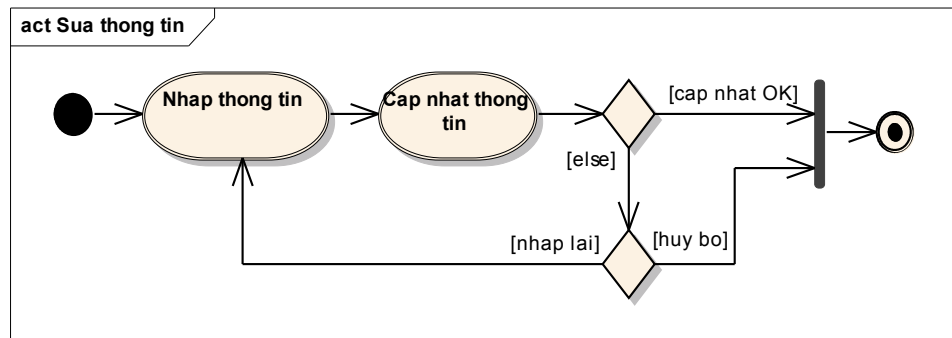 act Sua thong tin
Nhap thong tin
Cap nhat thong
tin
[cap nhat OK]
[else]
[nhap lai]
[huy bo]